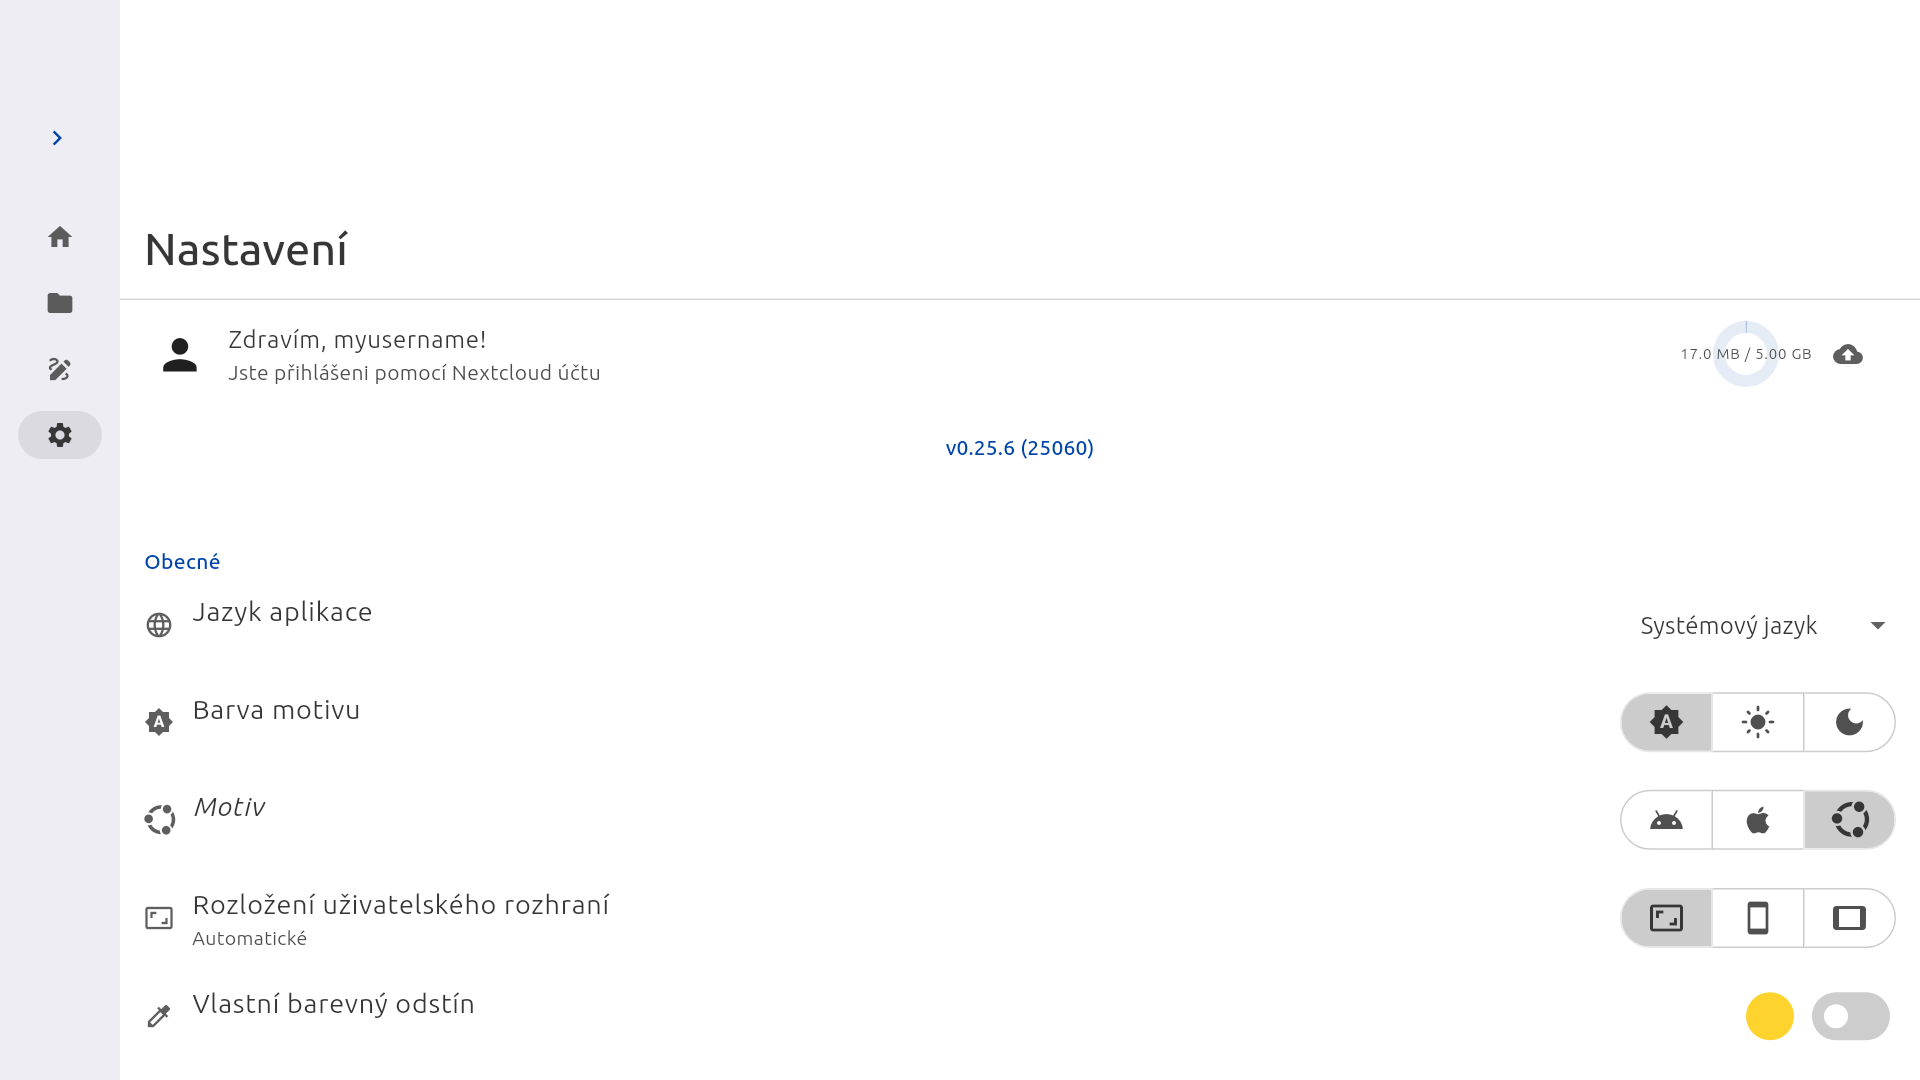 Nastavení
Zdravím, myusername!
Jste přihlášeni pomocí Nextcloud účtu
17.0 MB / 5.00 GB
v0.25.6 (25060)
Obecné
Jazyk aplikace
Systémový jazyk
Barva motivu
Motiv
Rozložení uživatelského rozhraní
Automatické
Vlastní barevný odstín